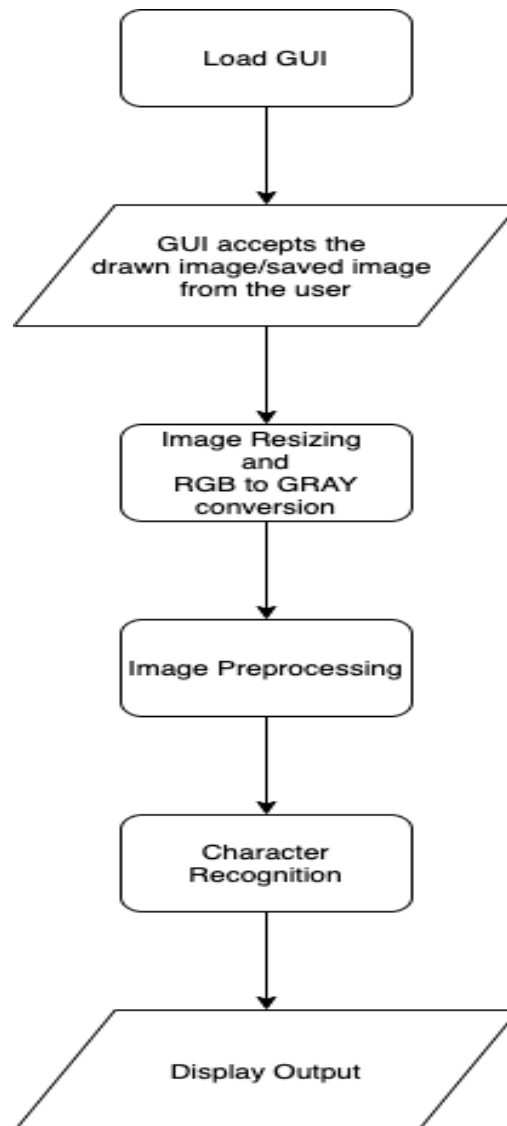 Load GUI
GUI accepts the
drawn image/saved image
from the user
Image Resizing
and
RGB to GRAY
conversion
Image Preprocessing
Character
Recognition
Display Output